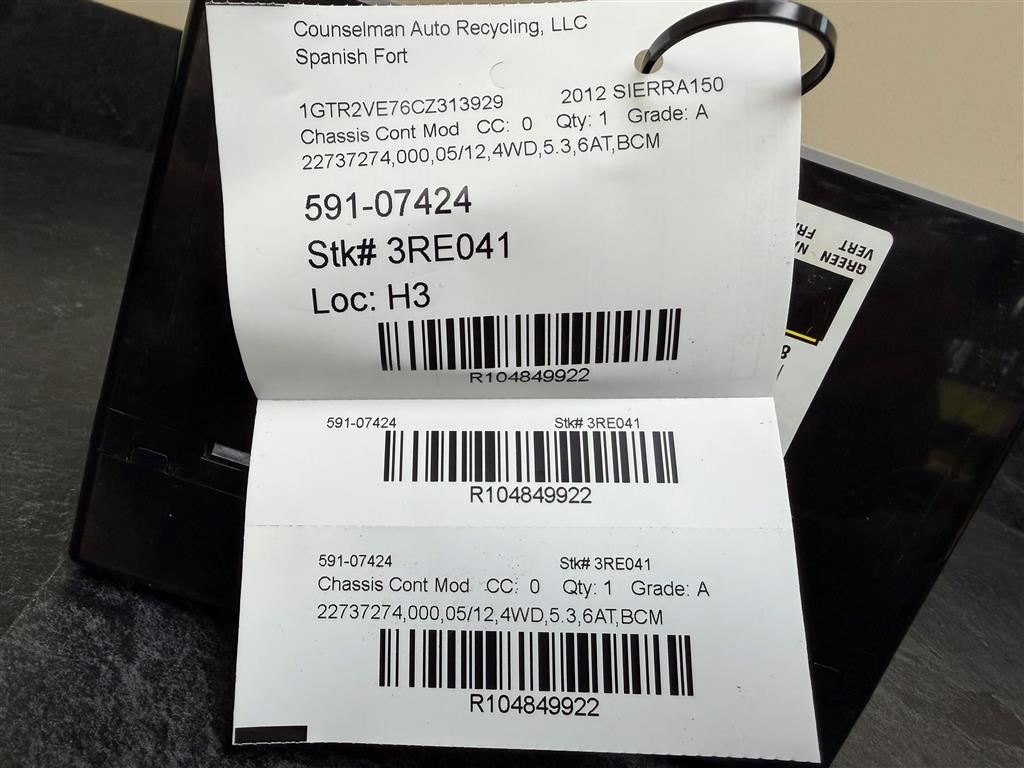 Counselman Auto Recycling, LLC
Spanish Fort
1GTR2VE76CZ313929 2012 SIERRA150
Chassis Cont Mod CC: 0 Qty: 1 Grade: A
22737274,000,05/12,4WD,5.3,6AT,BCM
591-07424
Stk# 3RE041
Loc: H3
R104849922
591-07424 Stk# 3RE041
R104849922
591-07424 Stk# 3RE041
Chassis Cont Mod CC: 0 Qty: 1 Grade: A
22737274,000,05/12,4WD,5.3,6AT,BCM
R104849922
GREEN
VERT
8